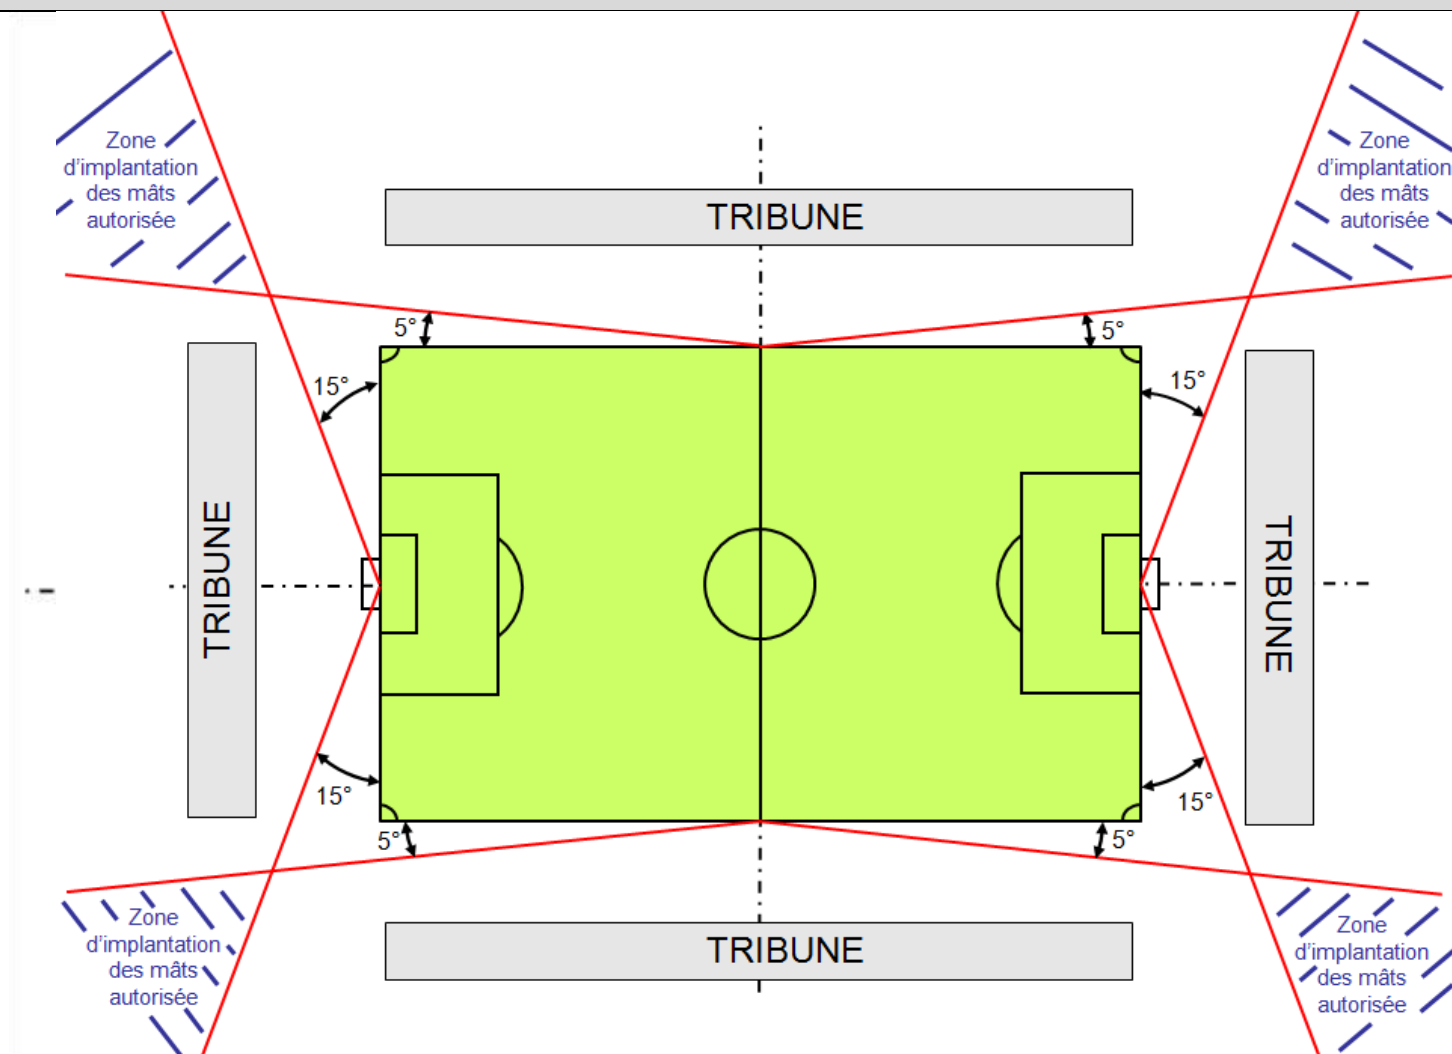 Zone
d'implantation
des mâts
autorisée
Zone
d'implantation
des mâts
autorisée
TRIBUNE
5°
5°
15°
15°
TRIBUNE
TRIBUNE
15°
15°
5°
5°
Zone
d'implantation
des mâts
autorisée
TRIBUNE
Zone
d'implantation
des mâts
autorisée